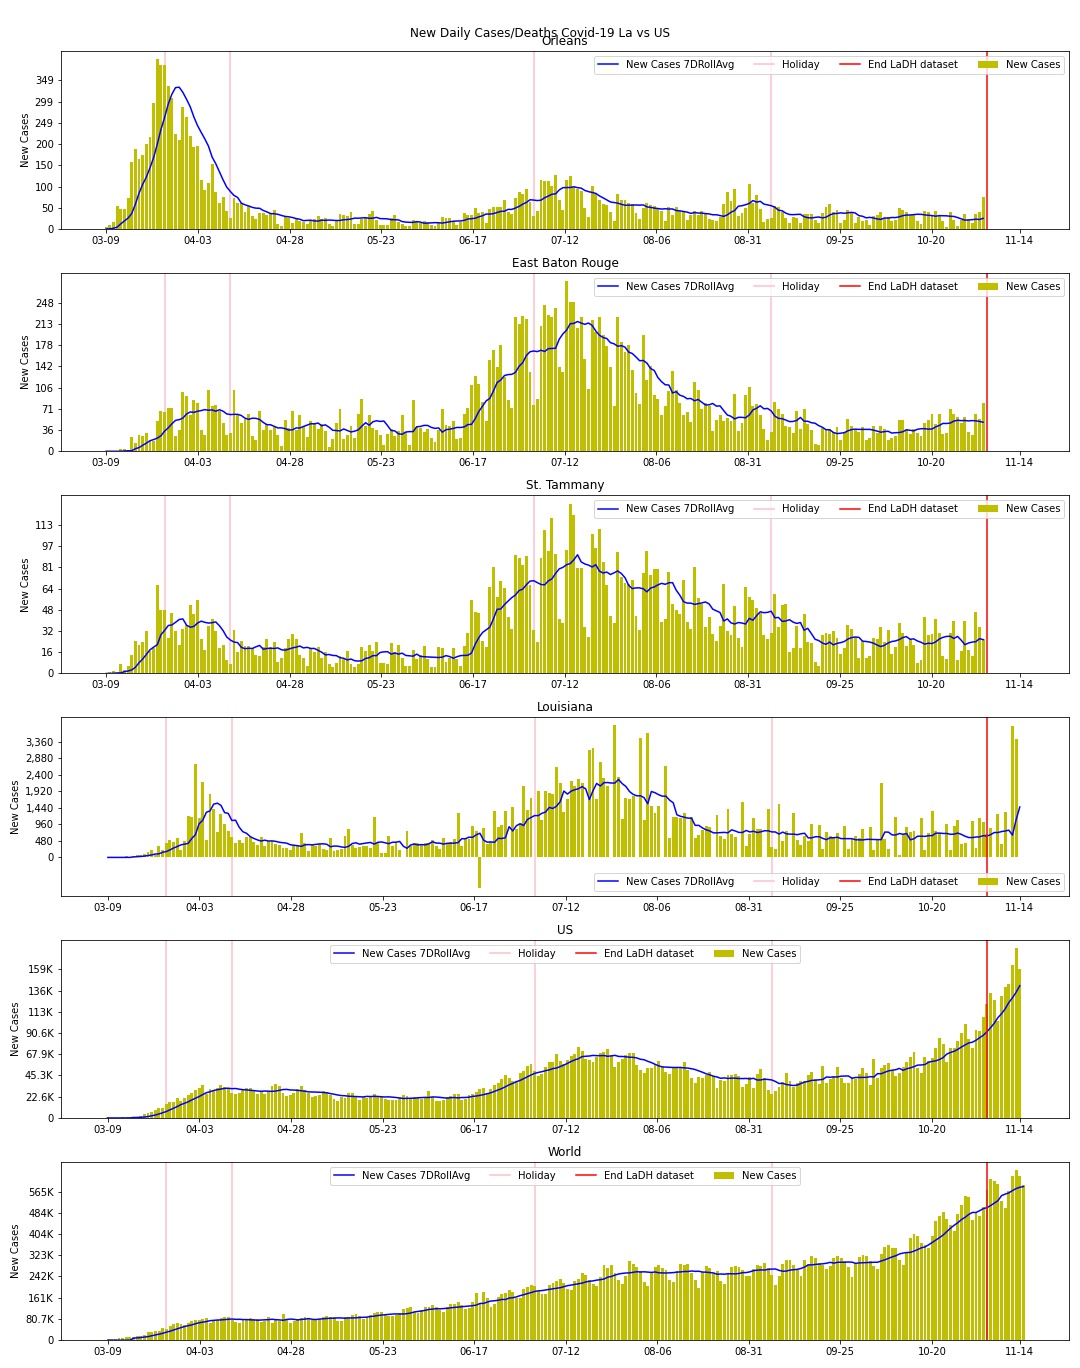 New Daily Cases/Deaths Covid-19 La vs US
Orleans
New Cases 7DRollAvg Holiday End LaDH dataset New Cases
New Cases
349
299
249
200
150
100
50
0
03-09 04-03 04-28 05-23 06-17 07-12 08-06 08-31 09-25 10-20 11-14
East Baton Rouge
New Cases 7DRollAvg Holiday End LaDH dataset New Cases
New Cases
248
213
178
142
106
71
36
0
03-09 04-03 04-28 05-23 06-17 07-12 08-06 08-31 09-25 10-20 11-14
St. Tammany
New Cases 7DRollAvg Holiday End LaDH dataset New Cases
New Cases
113
97
81
64
48
32
16
0
03-09 04-03 04-28 05-23 06-17 07-12 08-06 08-31 09-25 10-20 11-14
Louisiana
New Cases
3,360
2,880
2,400
1,920
1,440
960
480
0
New Cases 7DRollAvg Holiday End LaDH dataset New Cases
03-09 04-03 04-28 05-23 06-17 07-12 08-06 08-31 09-25 10-20 11-14
US
New Cases 7DRollAvg Holiday End LaDH dataset New Cases
New Cases
159K
136K
113K
90.6K
67.9K
45.3K
22.6K
0
03-09 04-03 04-28 05-23 06-17 07-12 08-06 08-31 09-25 10-20 11-14
World
New Cases 7DRollAvg Holiday End LaDH dataset New Cases
New Cases
565K
484K
404K
323K
242K
161K
80.7K
0
03-09 04-03 04-28 05-23 06-17 07-12 08-06 08-31 09-25 10-20 11-14